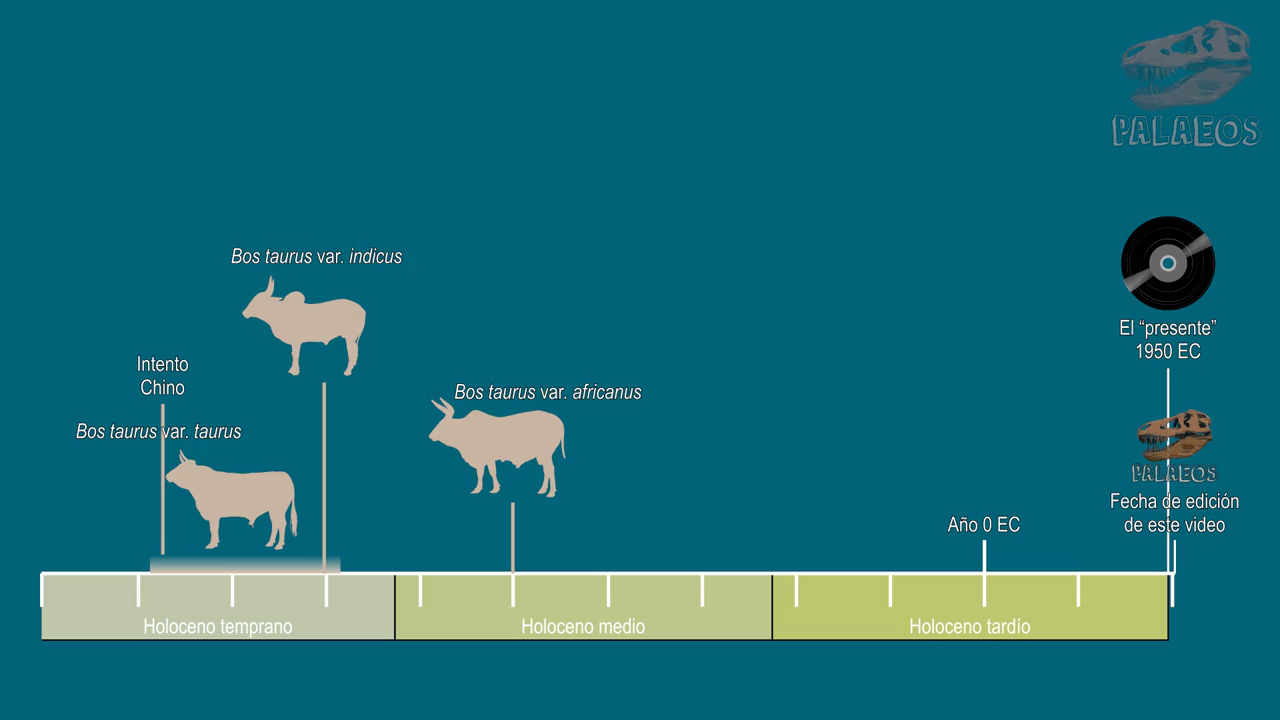 PALAEOS
Bos taurus var. indicus
Intento
Chino
Bos taurus var. taurus
Bos taurus var. africanus
El “presente”
1950 EC
PALAEOS
Fecha de edición
de este video
Año 0 EC
Holoceno temprano
Holoceno medio
Holoceno tardío